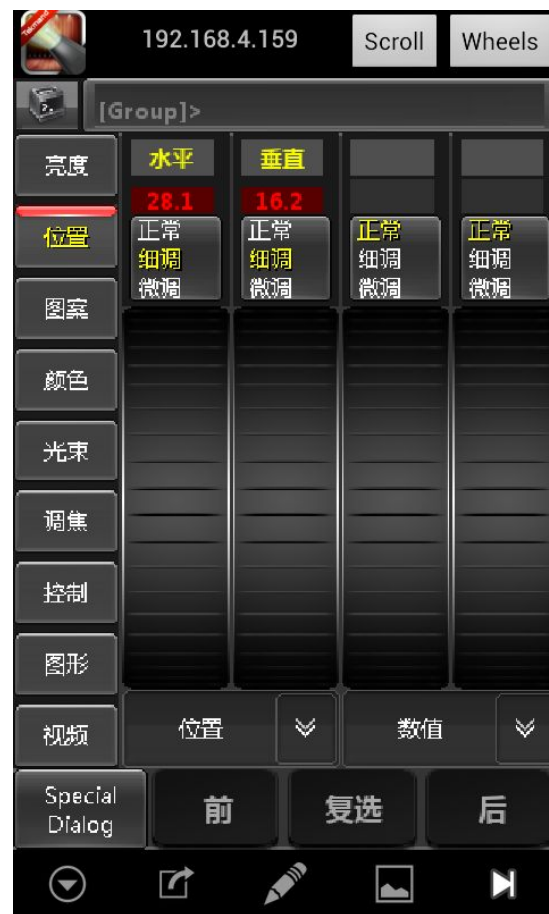 Tekmand
192.168.4.159
Scroll
Wheels
[Group]>
亮度
位置
图案
颜色
光束
调焦
控制
图形
视频
水平
28.1
正常
细调
微调
垂直
16.2
正常
细调
微调
正常
细调
微调
正常
细调
微调
位置
数值
Special
Dialog
前
复选
后